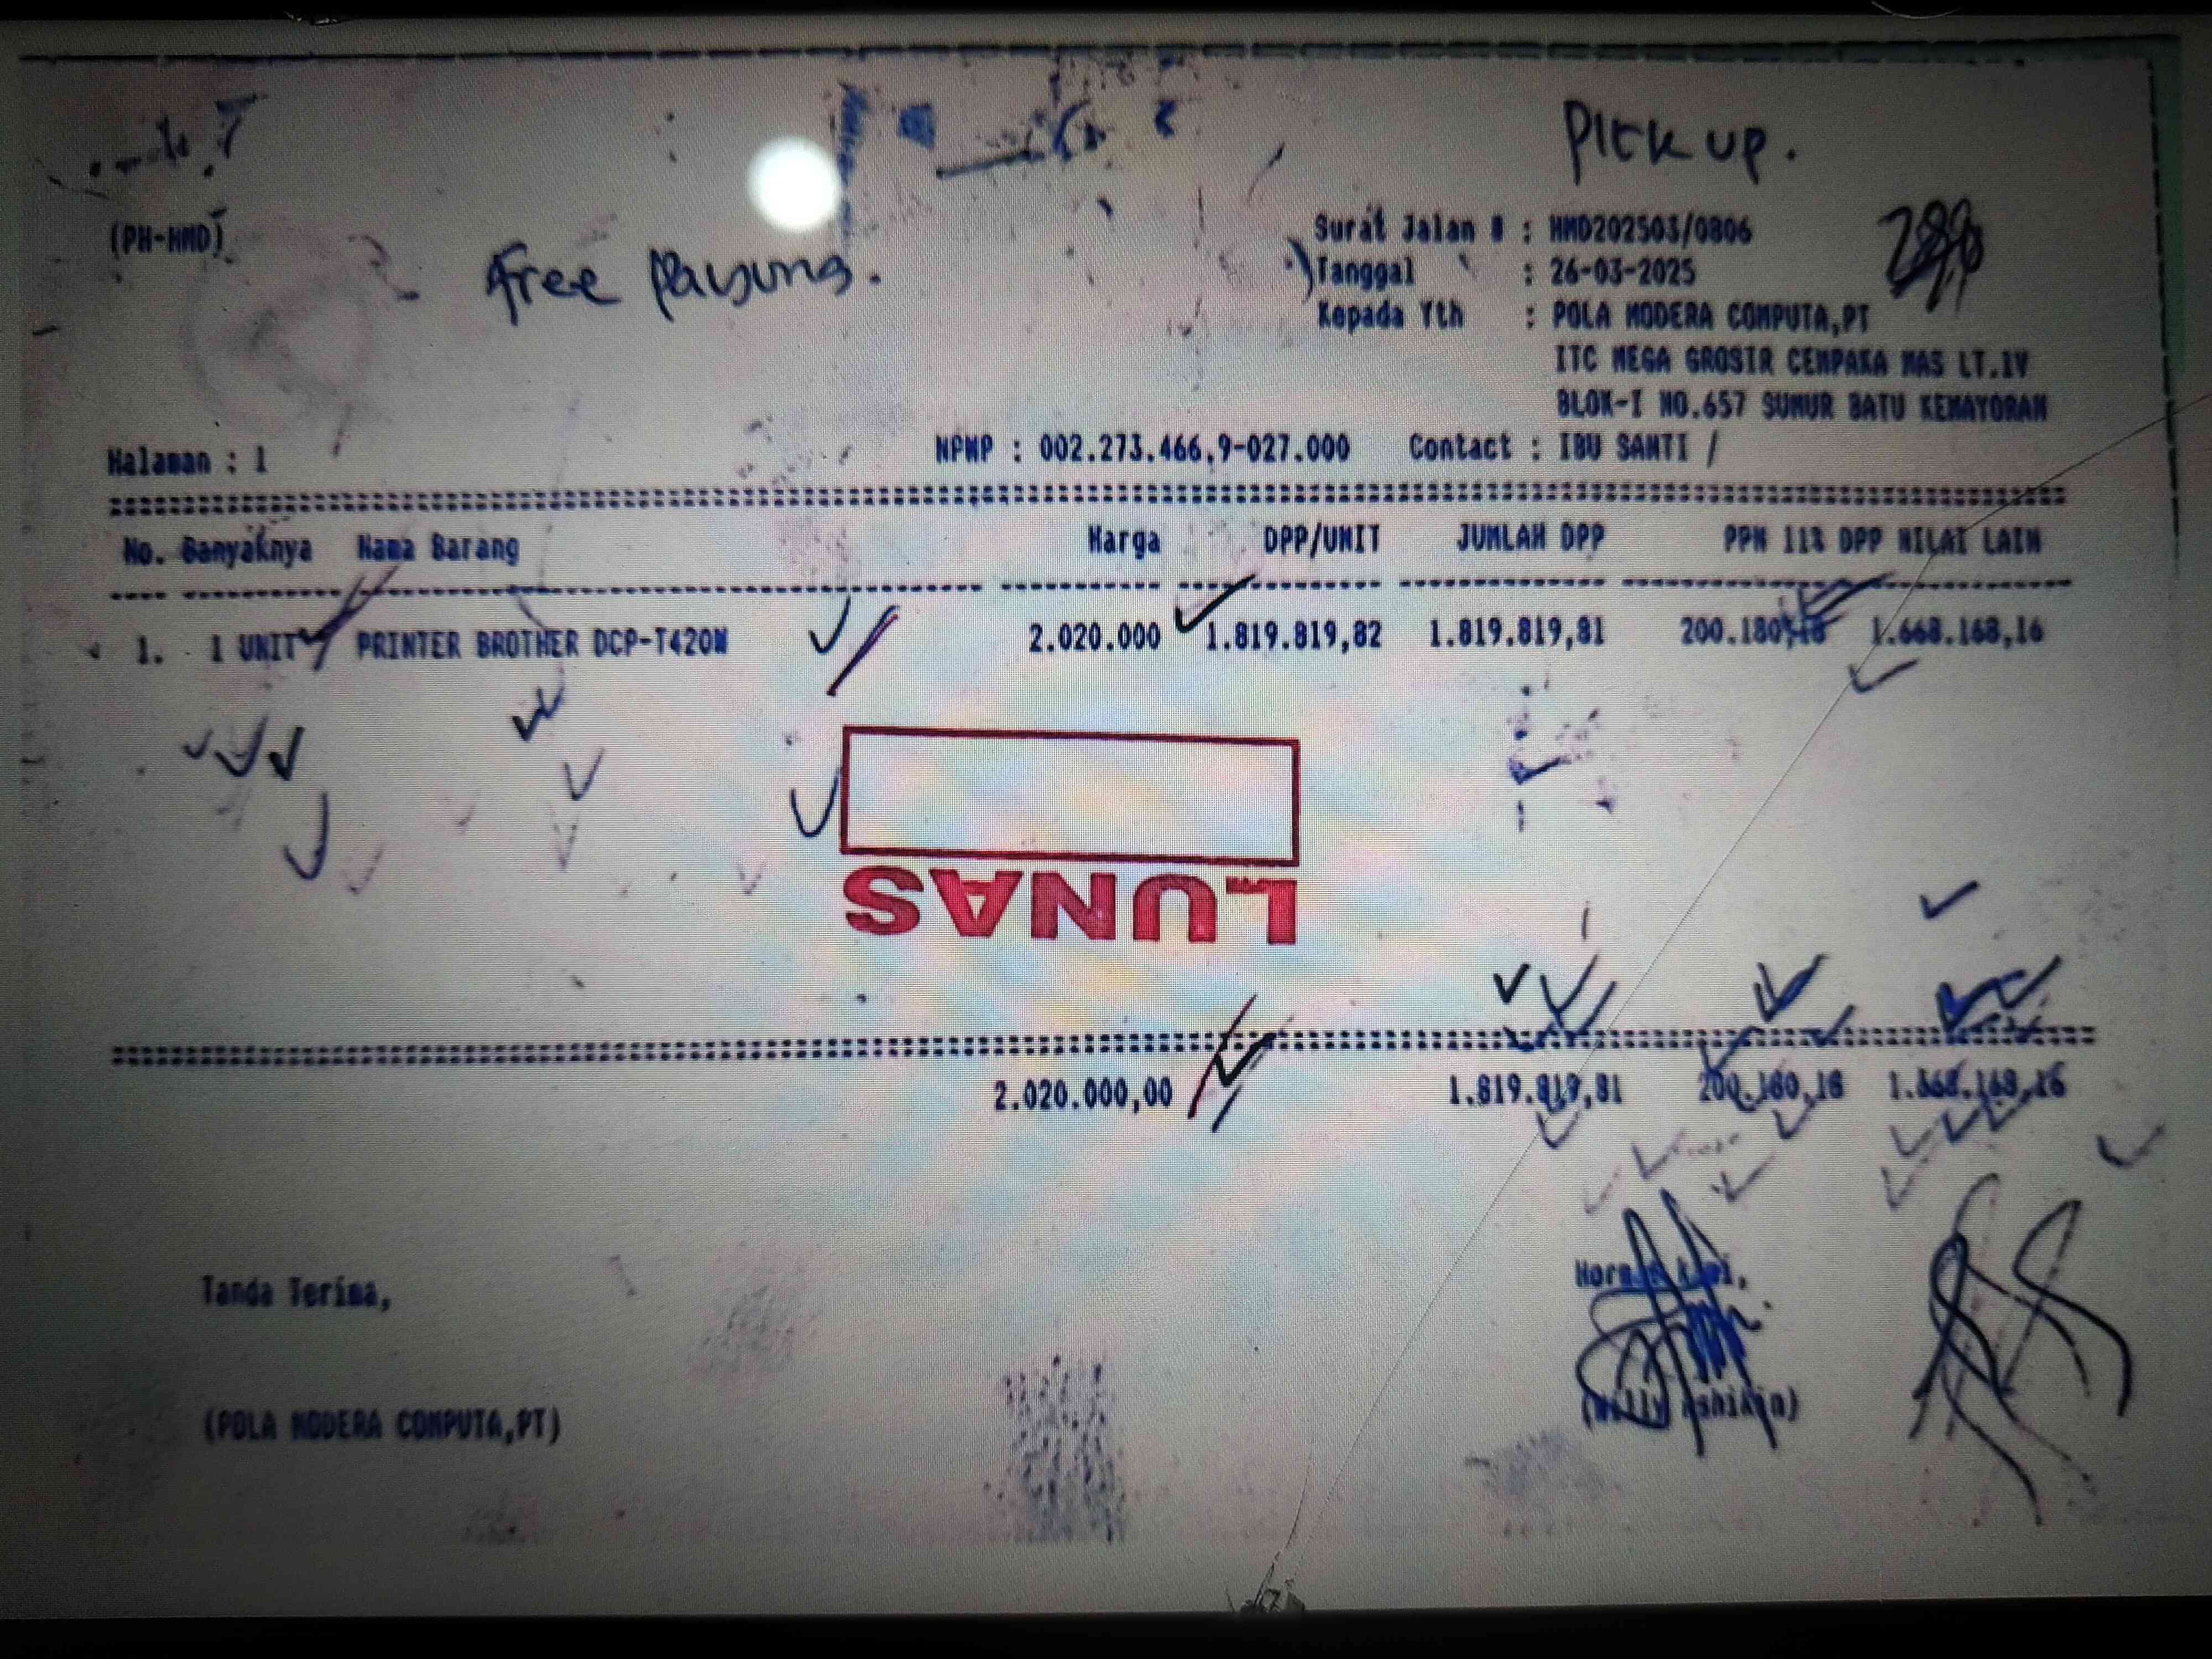 Pick up.
(PH-HMD)
Free payung.
Surat Jalan # : HMD202503/0806
Tanggal : 26-03-2025
Kepada Yth : POLA MODERA COMPUTA,PT
ITC MEGA GROSIR CEMPAKA MAS LT.IV
BLOK-I NO.657 SUMUR BATU KEMAYORAN
Halaman : 1
NPWP : 002.273.466.9-027.000 Contact : IBU SANTI /
No. Banyaknya Nama Barang Harga DPP/UNIT JUMLAH DPP PPN 11% DPP NILAI LAIN
1. 1 UNIT PRINTER BROTHER DCP-T420W 2.020.000 1.819.819,82 1.819.819,81 200.180,18 1.668.168,16
LUNAS
2.020.000,00 1.819.819,81 200.180,18 1.668.168,16
Tanda Terima,
(POLA MODERA COMPUTA,PT)